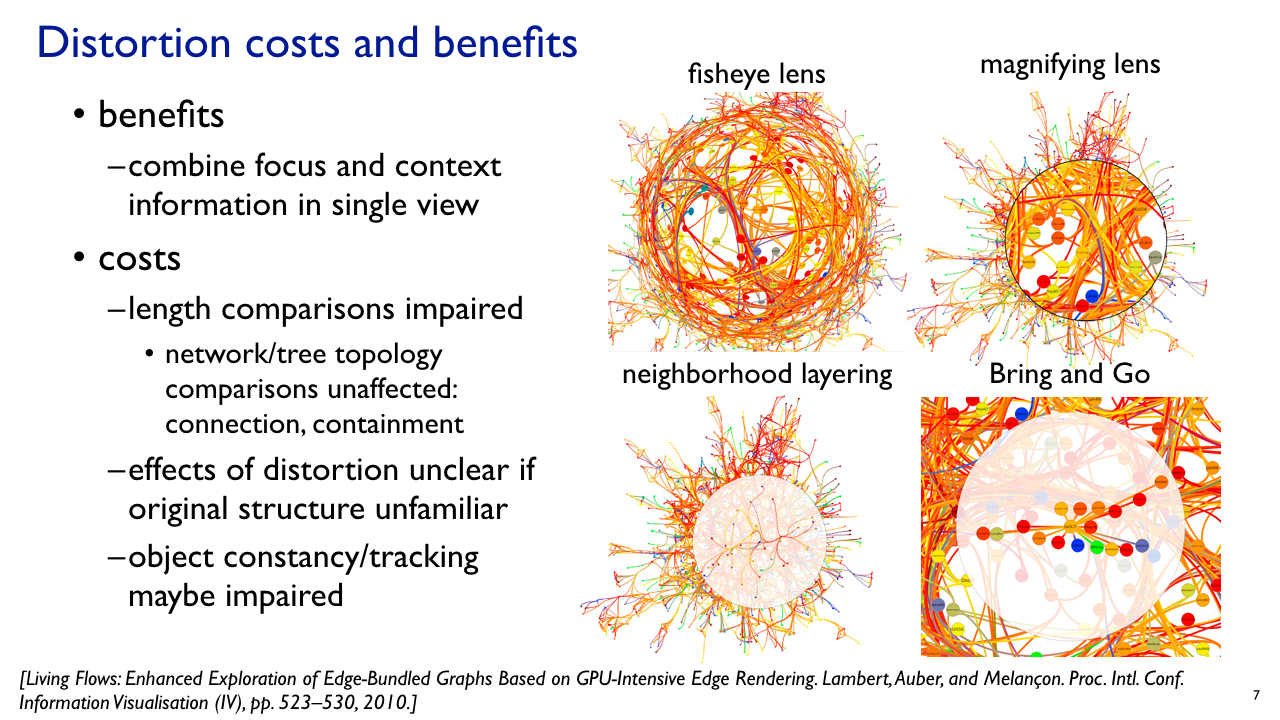 Distortion costs and benefits
• benefits
–combine focus and context
information in single view
• costs
–length comparisons impaired
• network/tree topology
comparisons unaffected:
connection, containment
–effects of distortion unclear if
original structure unfamiliar
–object constancy/tracking
maybe impaired
fisheye lens
magnifying lens
neighborhood layering
Bring and Go
[Living Flows: Enhanced Exploration of Edge-Bundled Graphs Based on GPU-Intensive Edge Rendering. Lambert, Auber, and Melançon. Proc. Intl. Conf.
Information Visualisation (IV), pp. 523–530, 2010.]
7